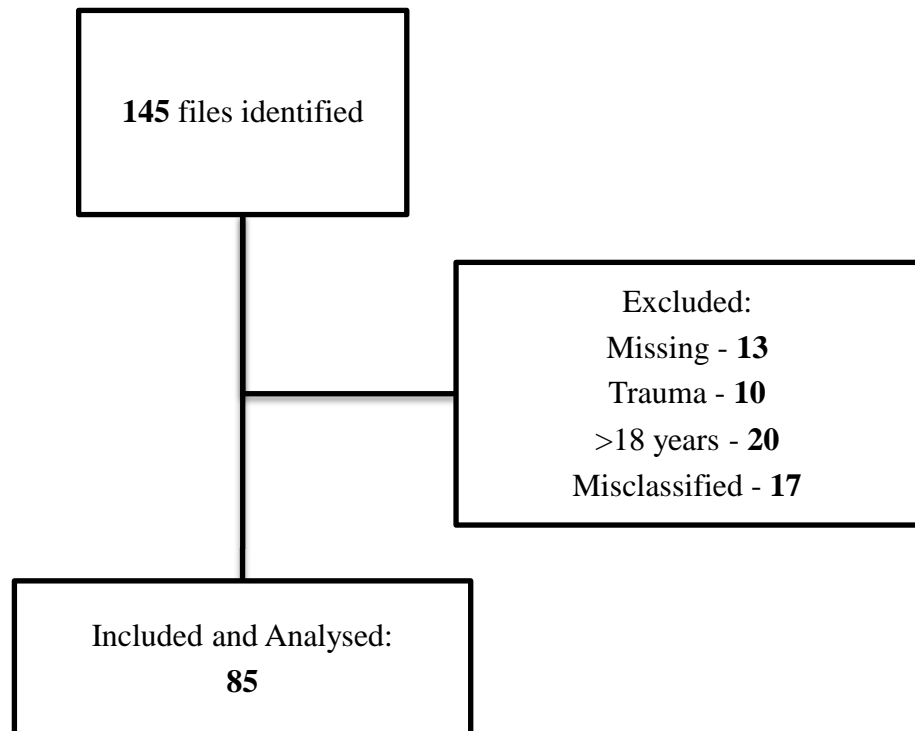 145 files identified
Excluded:
Missing - 13
Trauma - 10
>18 years - 20
Misclassified - 17
Included and Analysed:
85